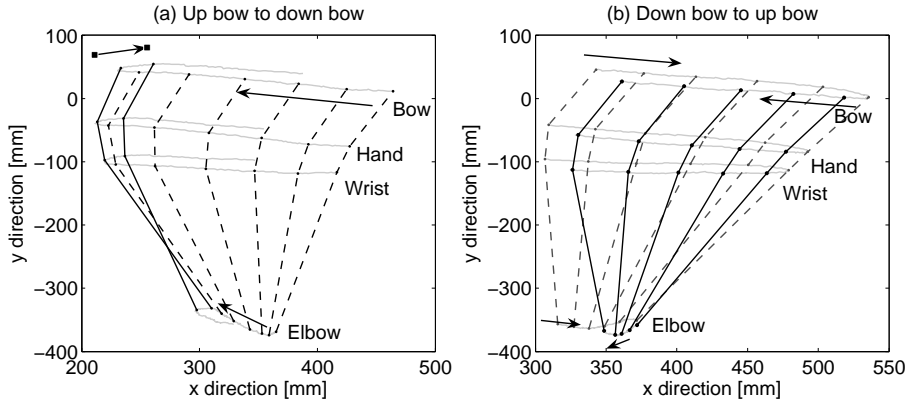 (a) Up bow to down bow
100
0
−100
−200
−300
−400
200
300
400
500
x direction [mm]
y direction [mm]
Bow
Hand
Wrist
Elbow
(b) Down bow to up bow
100
0
−100
−200
−300
−400
300
350
400
450
500
550
x direction [mm]
y direction [mm]
Bow
Hand
Wrist
Elbow